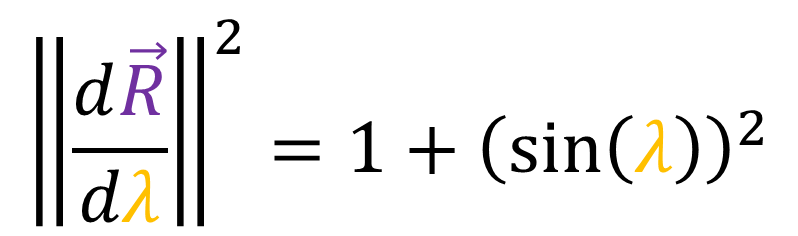 ‖dR⃗/dλ‖² = 1 + (sin(λ))²